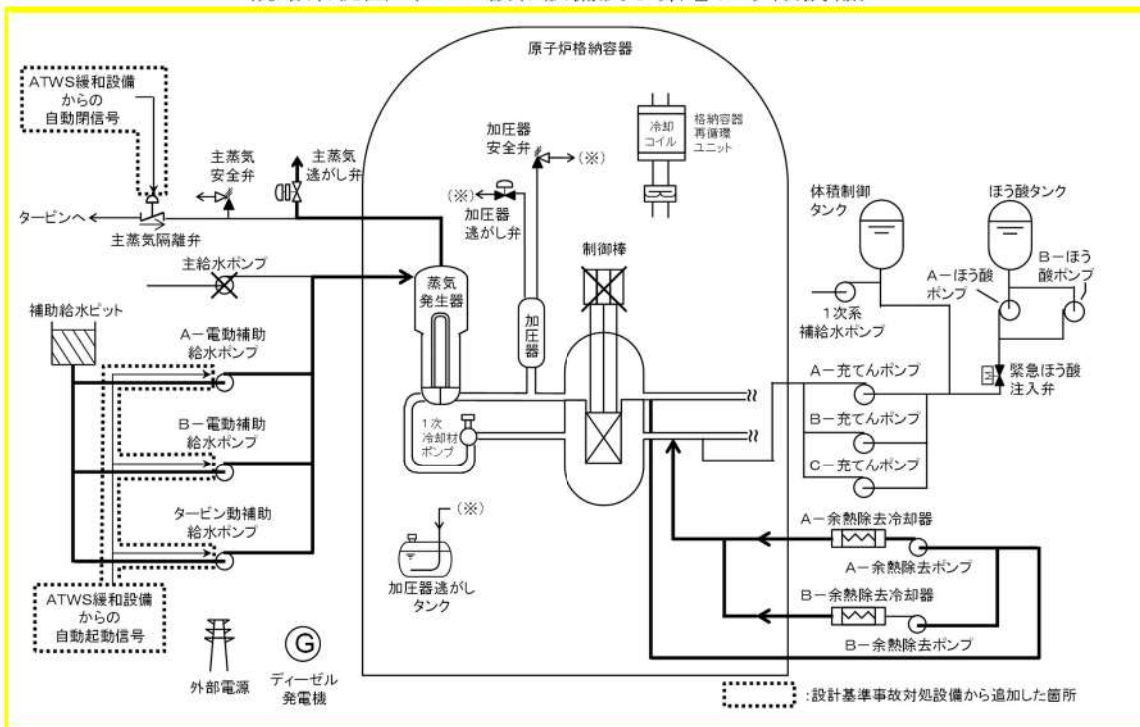 原子炉格納容器
ATWS緩和設備
からの
自動閉信号
主蒸気
安全弁
主蒸気
逃がし弁
タービンへ
主蒸気隔離弁
主給水ポンプ
補助給水ピット
A－電動補助
給水ポンプ
B－電動補助
給水ポンプ
タービン動補助
給水ポンプ
ATWS緩和設備
からの
自動起動信号
外部電源
G
ディーゼル
発電機
加圧器
安全弁
(※)
(※)
加圧器
逃がし弁
冷却
コイル
格納容器
再循環
ユニット
制御棒
蒸気
発生器
加圧器
1次
冷却材
ポンプ
(※)
加圧器逃がし
タンク
体積制御
タンク
ほう酸タンク
B－ほう
酸ポンプ
A－ほう酸
ポンプ
1次系
補給水ポンプ
緊急ほう酸
注入弁
A－充てんポンプ
B－充てんポンプ
C－充てんポンプ
A－余熱除去冷却器
A－余熱除去ポンプ
B－余熱除去冷却器
B－余熱除去ポンプ
:設計基準事故対処設備から追加した箇所